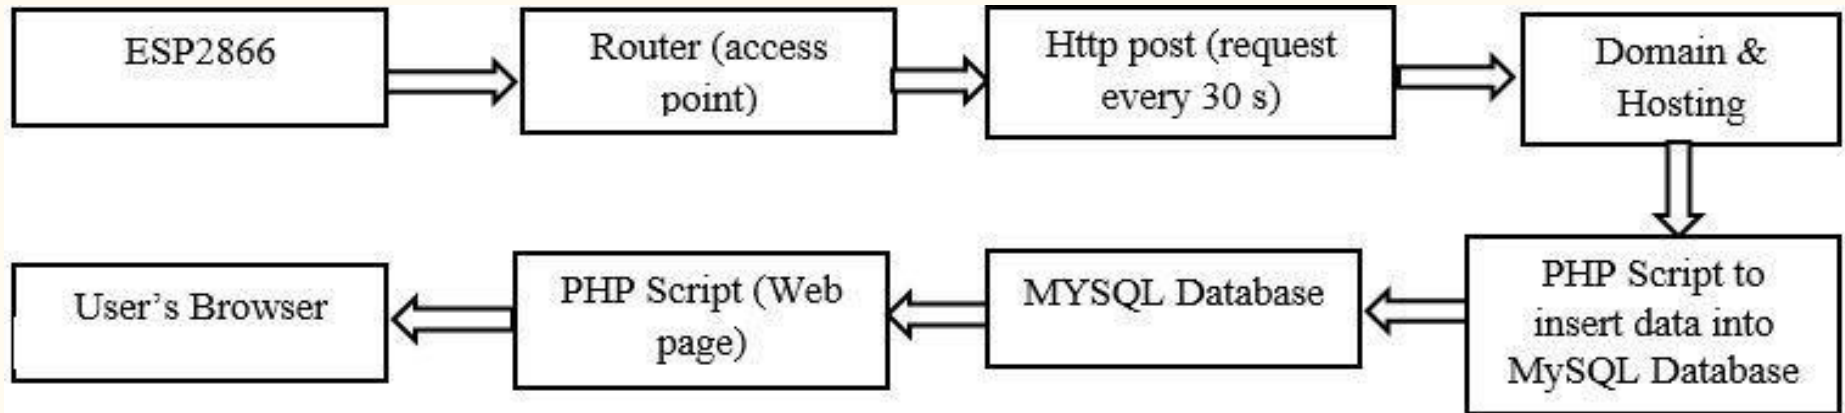 ESP2866
Router (access
point)
Http post (request
every 30 s)
Domain &
Hosting
PHP Script to
insert data into
MySQL Database
MYSQL Database
PHP Script (Web
page)
User’s Browser